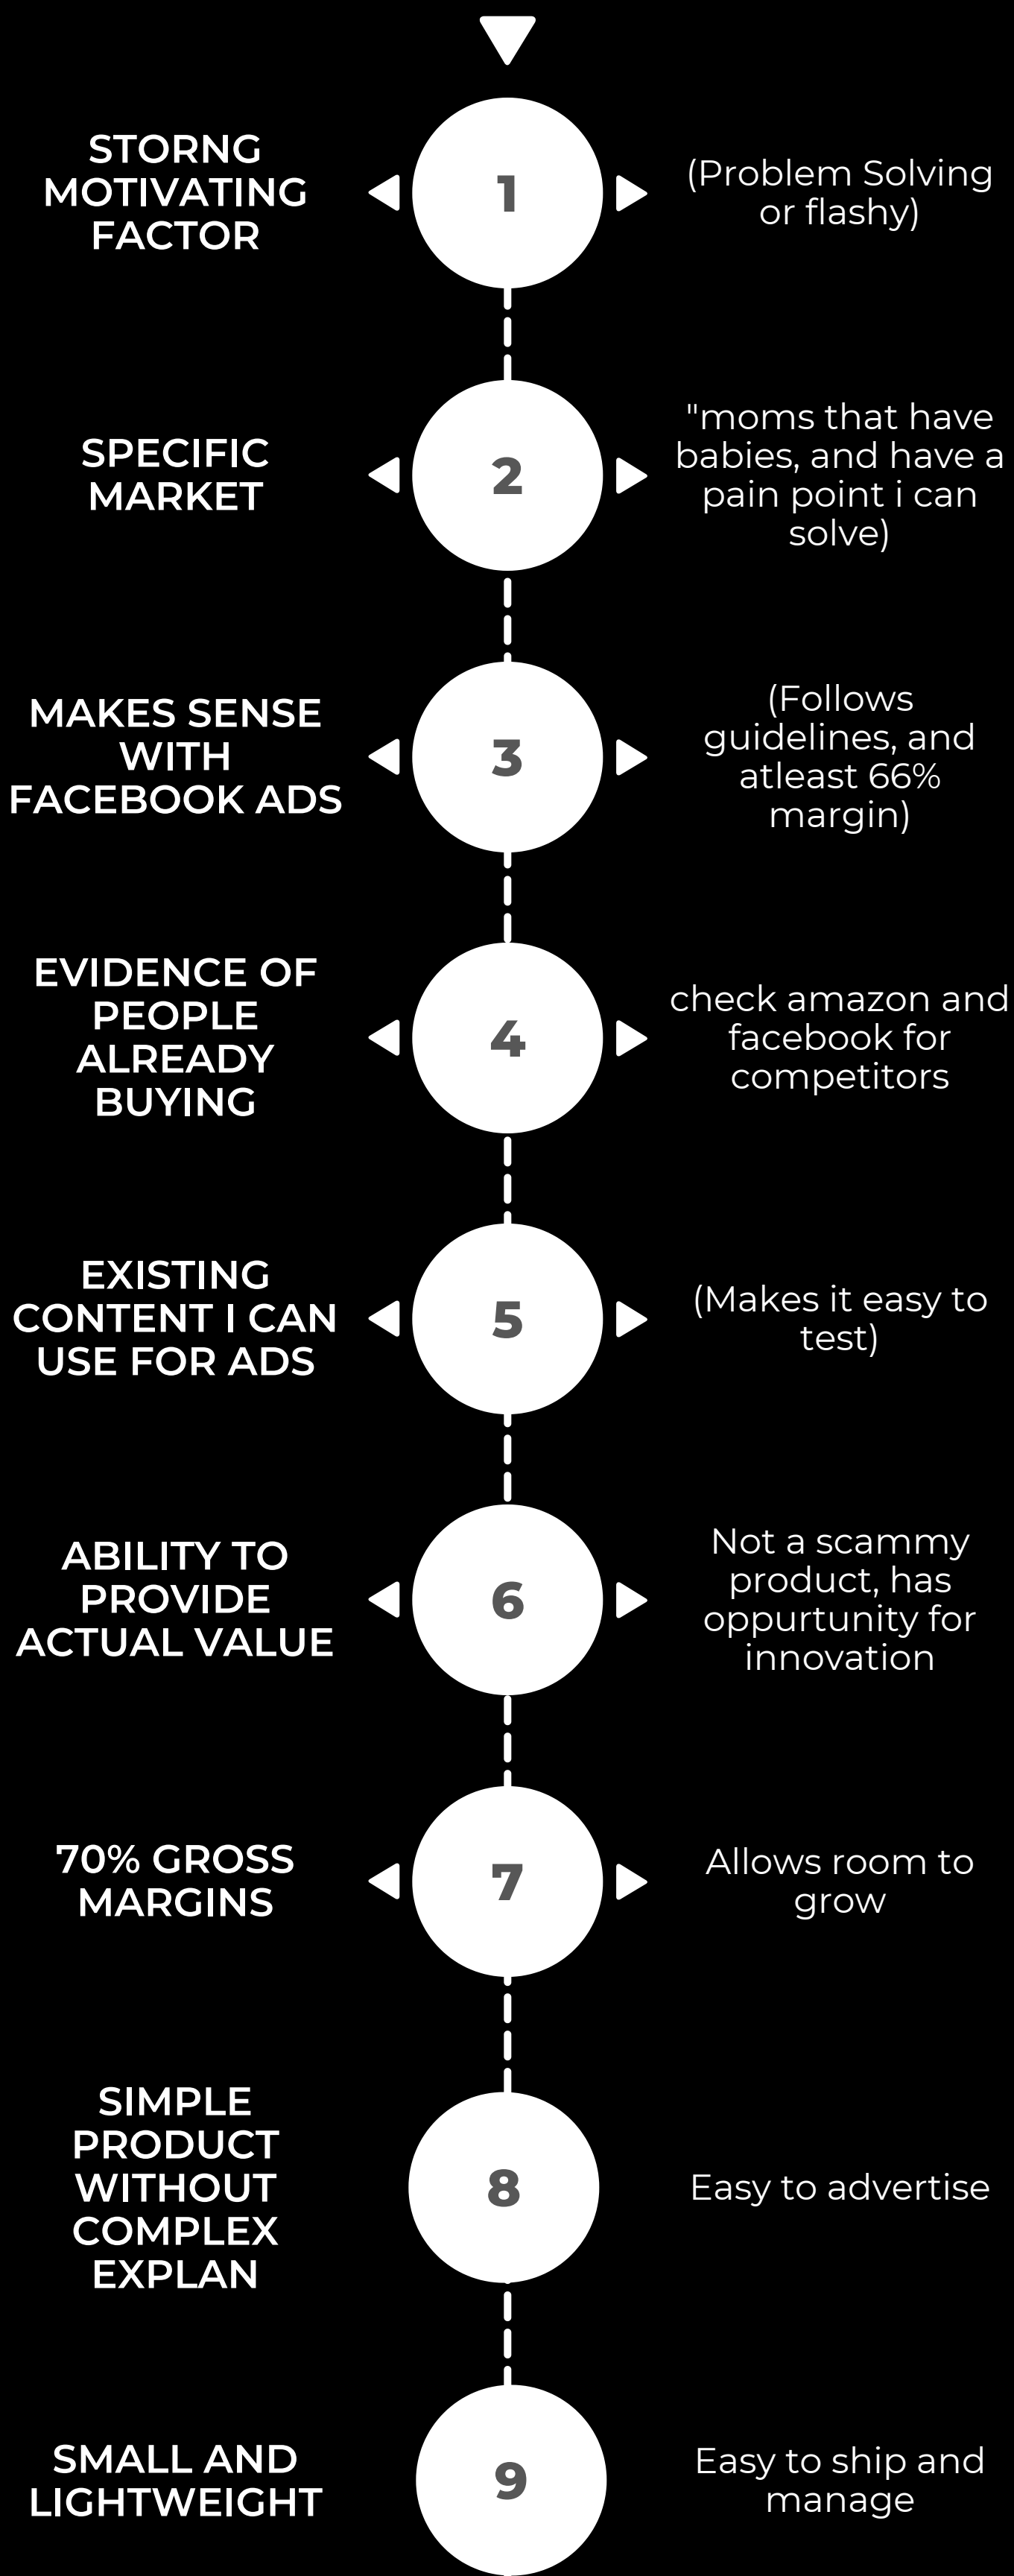 STORNG
MOTIVATING
FACTOR
1
(Problem Solving
or flashy)
SPECIFIC
MARKET
2
"moms that have
babies, and have a
pain point i can
solve)
MAKES SENSE
WITH
FACEBOOK ADS
3
(Follows
guidelines, and
atleast 66%
margin)
EVIDENCE OF
PEOPLE
ALREADY
BUYING
4
check amazon and
facebook for
competitors
EXISTING
CONTENT I CAN
USE FOR ADS
5
(Makes it easy to
test)
ABILITY TO
PROVIDE
ACTUAL VALUE
6
Not a scammy
product, has
oppurtunity for
innovation
70% GROSS
MARGINS
7
Allows room to
grow
SIMPLE
PRODUCT
WITHOUT
COMPLEX
EXPLAN
8
Easy to advertise
SMALL AND
LIGHTWEIGHT
9
Easy to ship and
manage